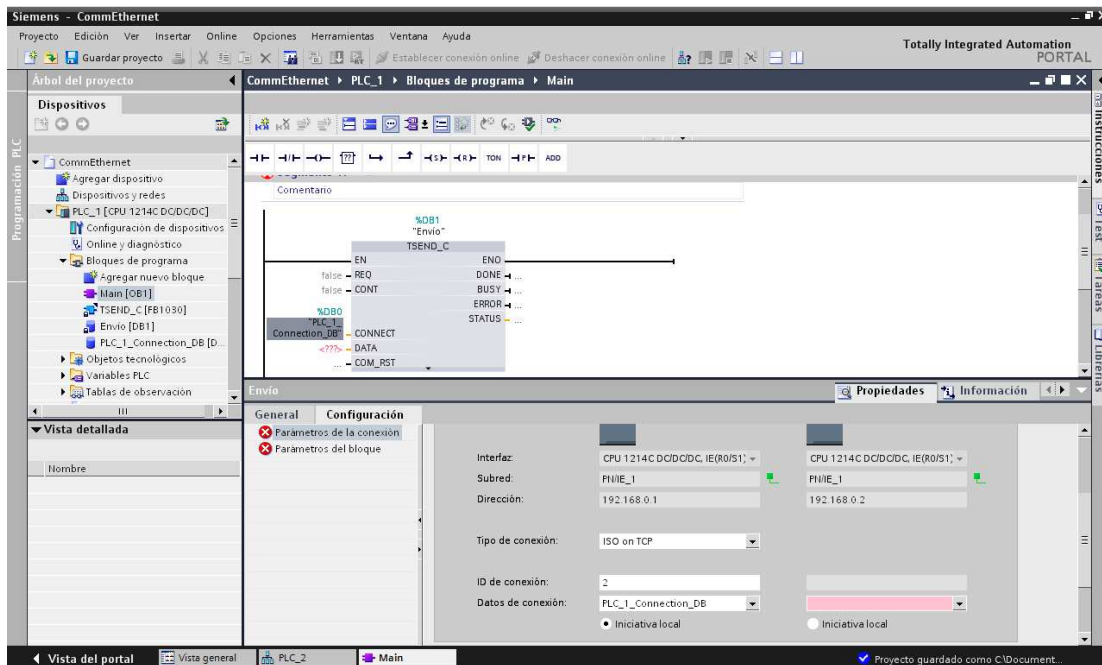 Siemens - CommEthernet
Proyecto Edición Ver Insertar Online Opciones Herramientas Ventana Ayuda
Totally Integrated Automation
PORTAL
Guardar proyecto
Establecer conexión online
Deshacer conexión online
Árbol del proyecto
CommEthernet ▸ PLC_1 ▸ Bloques de programa ▸ Main
Dispositivos
Programación PLC
CommEthernet
Agregar dispositivo
Dispositivos y redes
PLC_1 [CPU 1214C DC/DC/DC]
Configuración de dispositivos
Online y diagnóstico
Bloques de programa
Agregar nuevo bloque
Main [OB1]
TSEND_C [FB1030]
Envío [DB1]
PLC_1_Connection_DB [D...
Objetos tecnológicos
Variables PLC
Tablas de observación
Vista detallada
Nombre
TON
ADD
Comentario
%DB1
"Envío"
TSEND_C
EN ENO
false REQ DONE ...
false CONT BUSY ...
ERROR ...
STATUS ...
%DB0
"PLC_1_
Connection_DB" CONNECT
<???> DATA
... COM_RST
Instrucciones
Test
Tareas
Librerías
Envío
Propiedades
Información
General Configuración
Parámetros de la conexión
Parámetros del bloque
Interfaz: CPU 1214C DC/DC/DC, IE(R0/S1) CPU 1214C DC/DC/DC, IE(R0/S1)
Subred: PN/IE_1 PN/IE_1
Dirección: 192.168.0.1 192.168.0.2
Tipo de conexión: ISO on TCP
ID de conexión: 2
Datos de conexión: PLC_1_Connection_DB
Iniciativa local Iniciativa local
Vista del portal
Vista general
PLC_2
Main
Proyecto guardado como C:\Document...